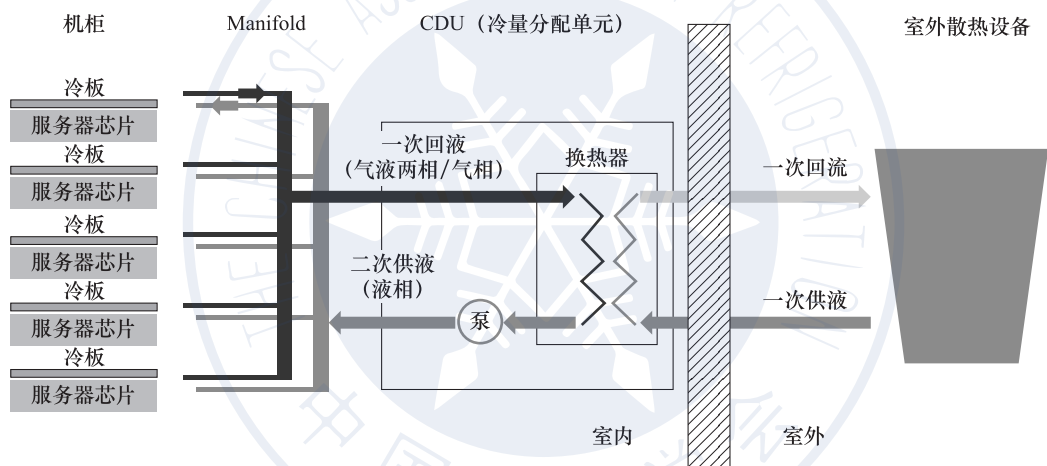 机柜
Manifold
CDU（冷量分配单元）
室外散热设备
冷板
服务器芯片
冷板
服务器芯片
冷板
服务器芯片
冷板
服务器芯片
冷板
服务器芯片
一次回液
（气液两相/气相）
换热器
二次供液
（液相）
泵
一次回流
一次供液
室内
室外